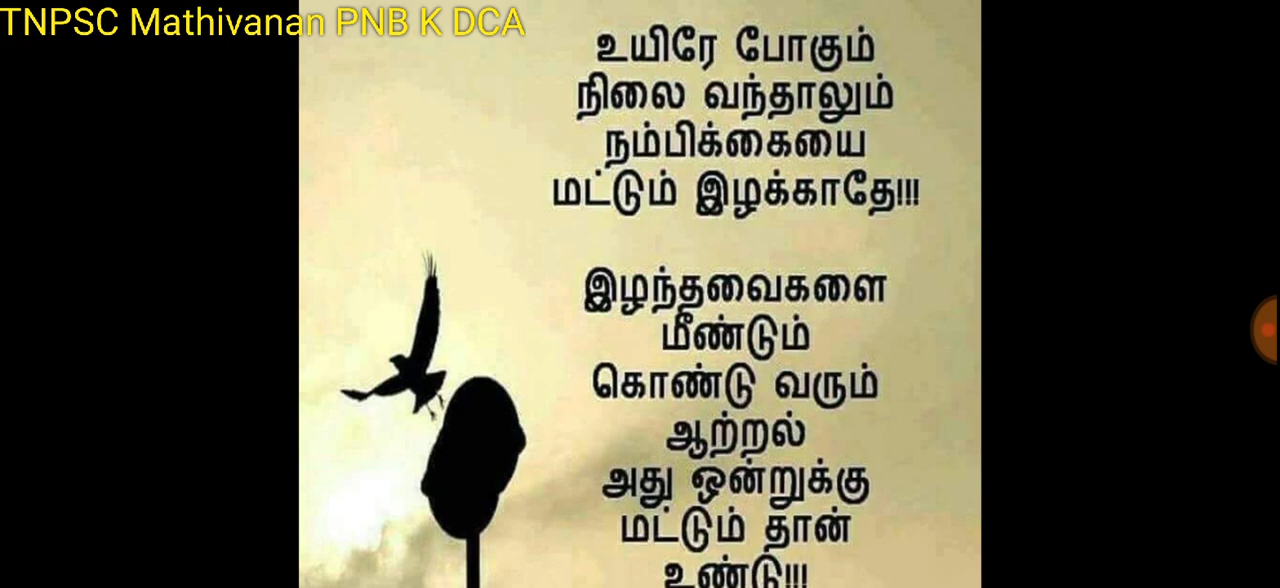 TNPSC Mathivanan PNB K DCA
உயிரே போகும்
நிலை வந்தாலும்
நம்பிக்கையை
மட்டும் இழக்காதே!!!
இழந்தவைகளை
மீண்டும்
கொண்டு வரும்
ஆற்றல்
அது ஒன்றுக்கு
மட்டும் தான்
உண்டு!!!